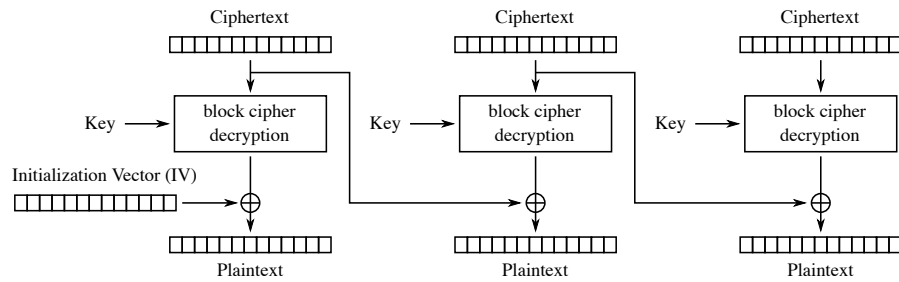 Ciphertext
Ciphertext
Ciphertext
block cipher
decryption
Key
block cipher
decryption
Key
block cipher
decryption
Key
Initialization Vector (IV)
Plaintext
Plaintext
Plaintext